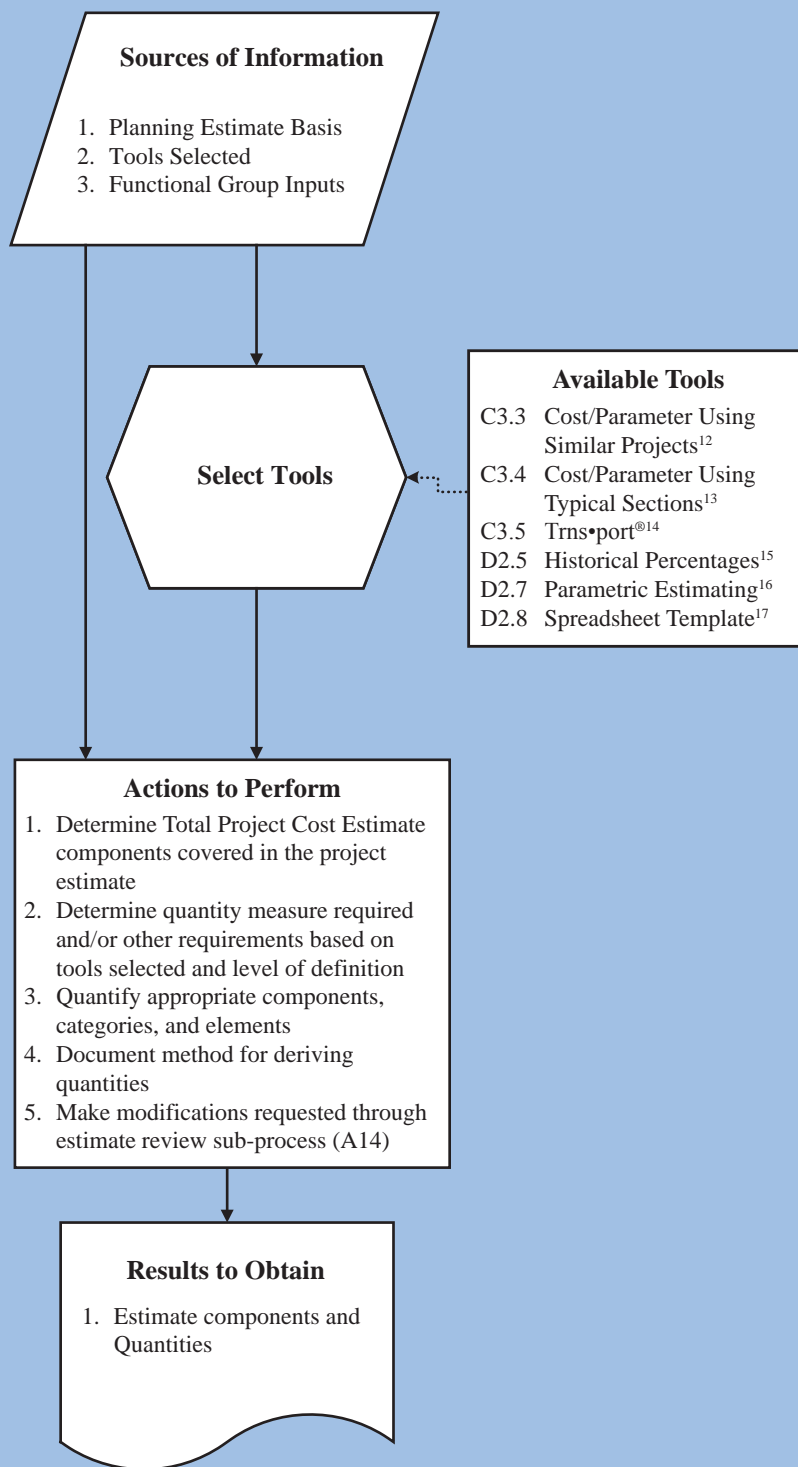 Sources of Information
1. Planning Estimate Basis
2. Tools Selected
3. Functional Group Inputs
Select Tools
Available Tools
C3.3 Cost/Parameter Using
Similar Projects12
C3.4 Cost/Parameter Using
Typical Sections13
C3.5 Trns•port®14
D2.5 Historical Percentages15
D2.7 Parametric Estimating16
D2.8 Spreadsheet Template17
Actions to Perform
1. Determine Total Project Cost Estimate
components covered in the project
estimate
2. Determine quantity measure required
and/or other requirements based on
tools selected and level of definition
3. Quantify appropriate components,
categories, and elements
4. Document method for deriving
quantities
5. Make modifications requested through
estimate review sub-process (A14)
Results to Obtain
1. Estimate components and
Quantities